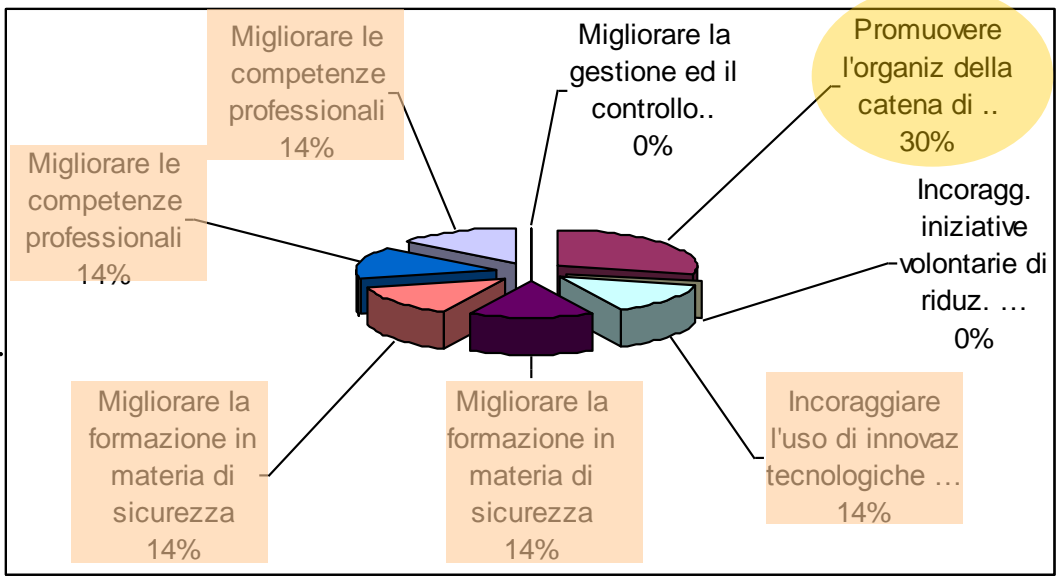 Migliorare le
competenze
professionali
14%
Migliorare la
gestione ed il
controllo..
0%
Promuovere
l'organiz della
catena di ..
30%
Migliorare le
competenze
professionali
14%
Incoragg.
iniziative
volontarie di
riduz. …
0%
Migliorare la
formazione in
materia di
sicurezza
14%
Migliorare la
formazione in
materia di
sicurezza
14%
Incoraggiare
l'uso di innovaz
tecnologiche …
14%